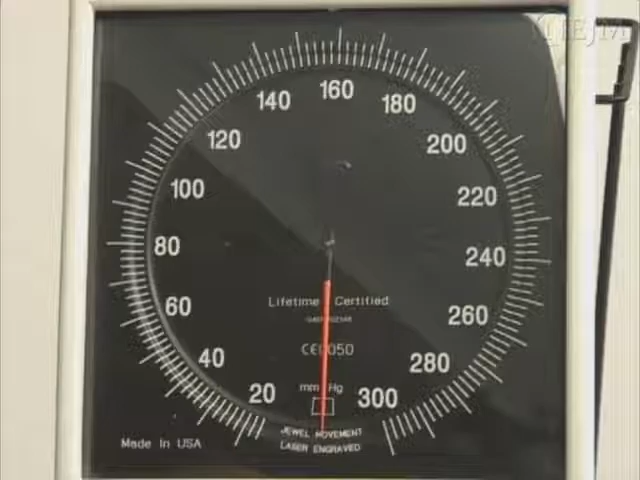 NEJM
160
140 180
120 200
100 220
80 240
Lifetime Certified
60 260
CE0050
40 280
mm Hg
20 300
JEWEL MOVEMENT
LASER ENGRAVED
Made In USA